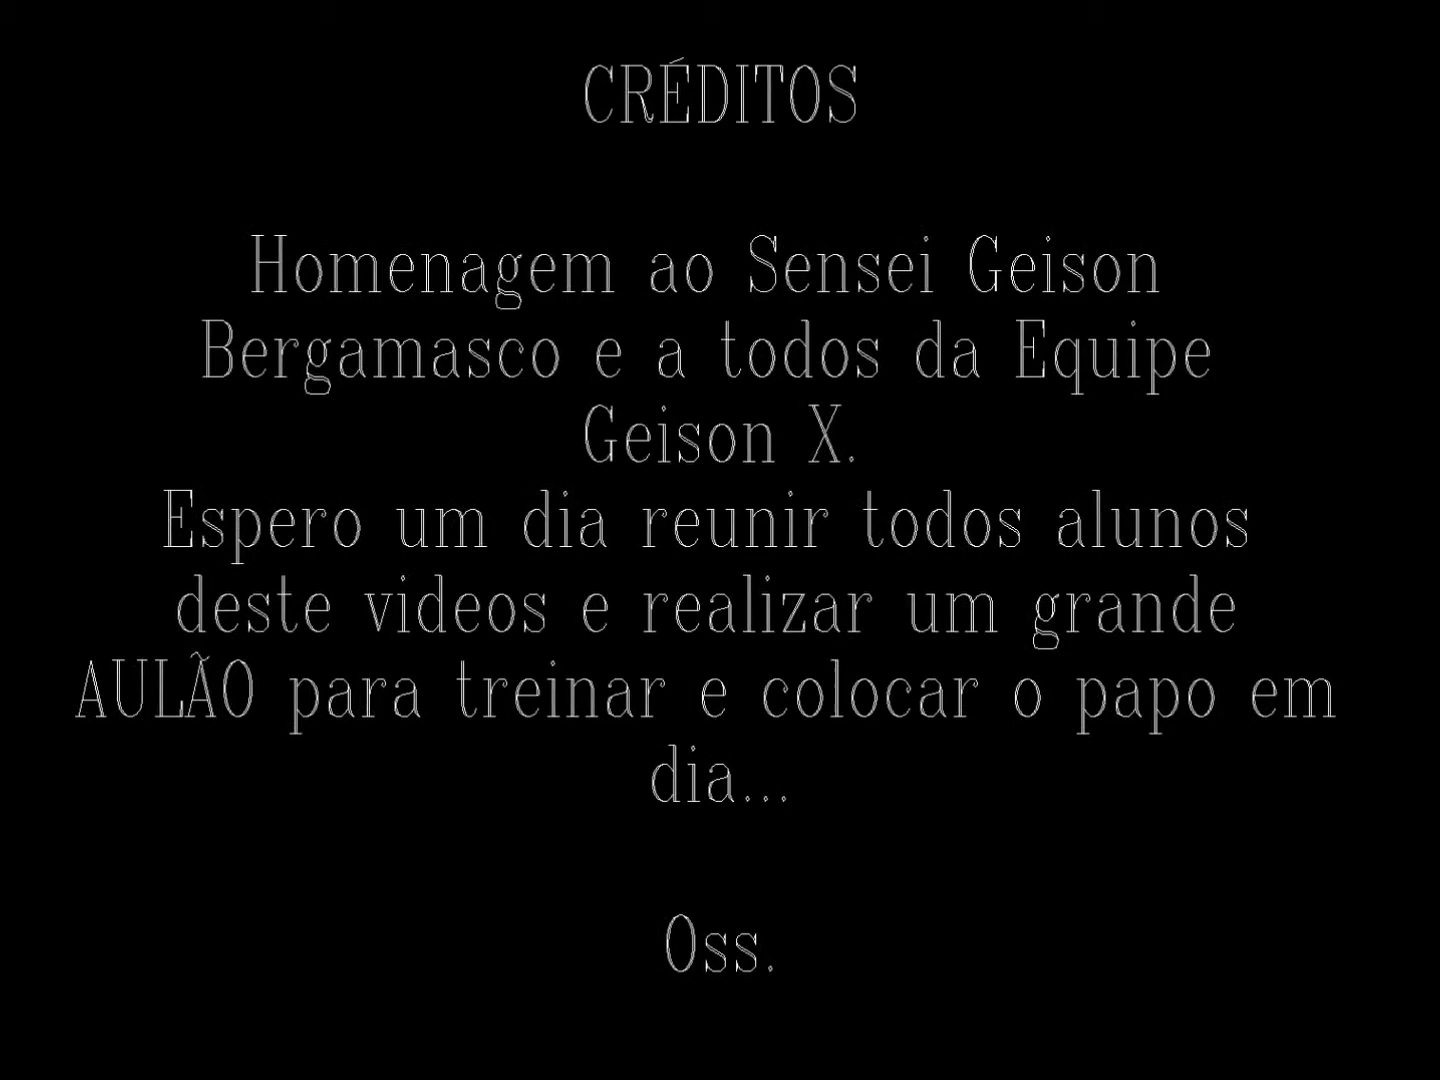 CRÉDITOS
Homenagem ao Sensei Geison
Bergamasco e a todos da Equipe
Geison X.
Espero um dia reunir todos alunos
deste videos e realizar um grande
AULÃO para treinar e colocar o papo em
dia...
Oss.